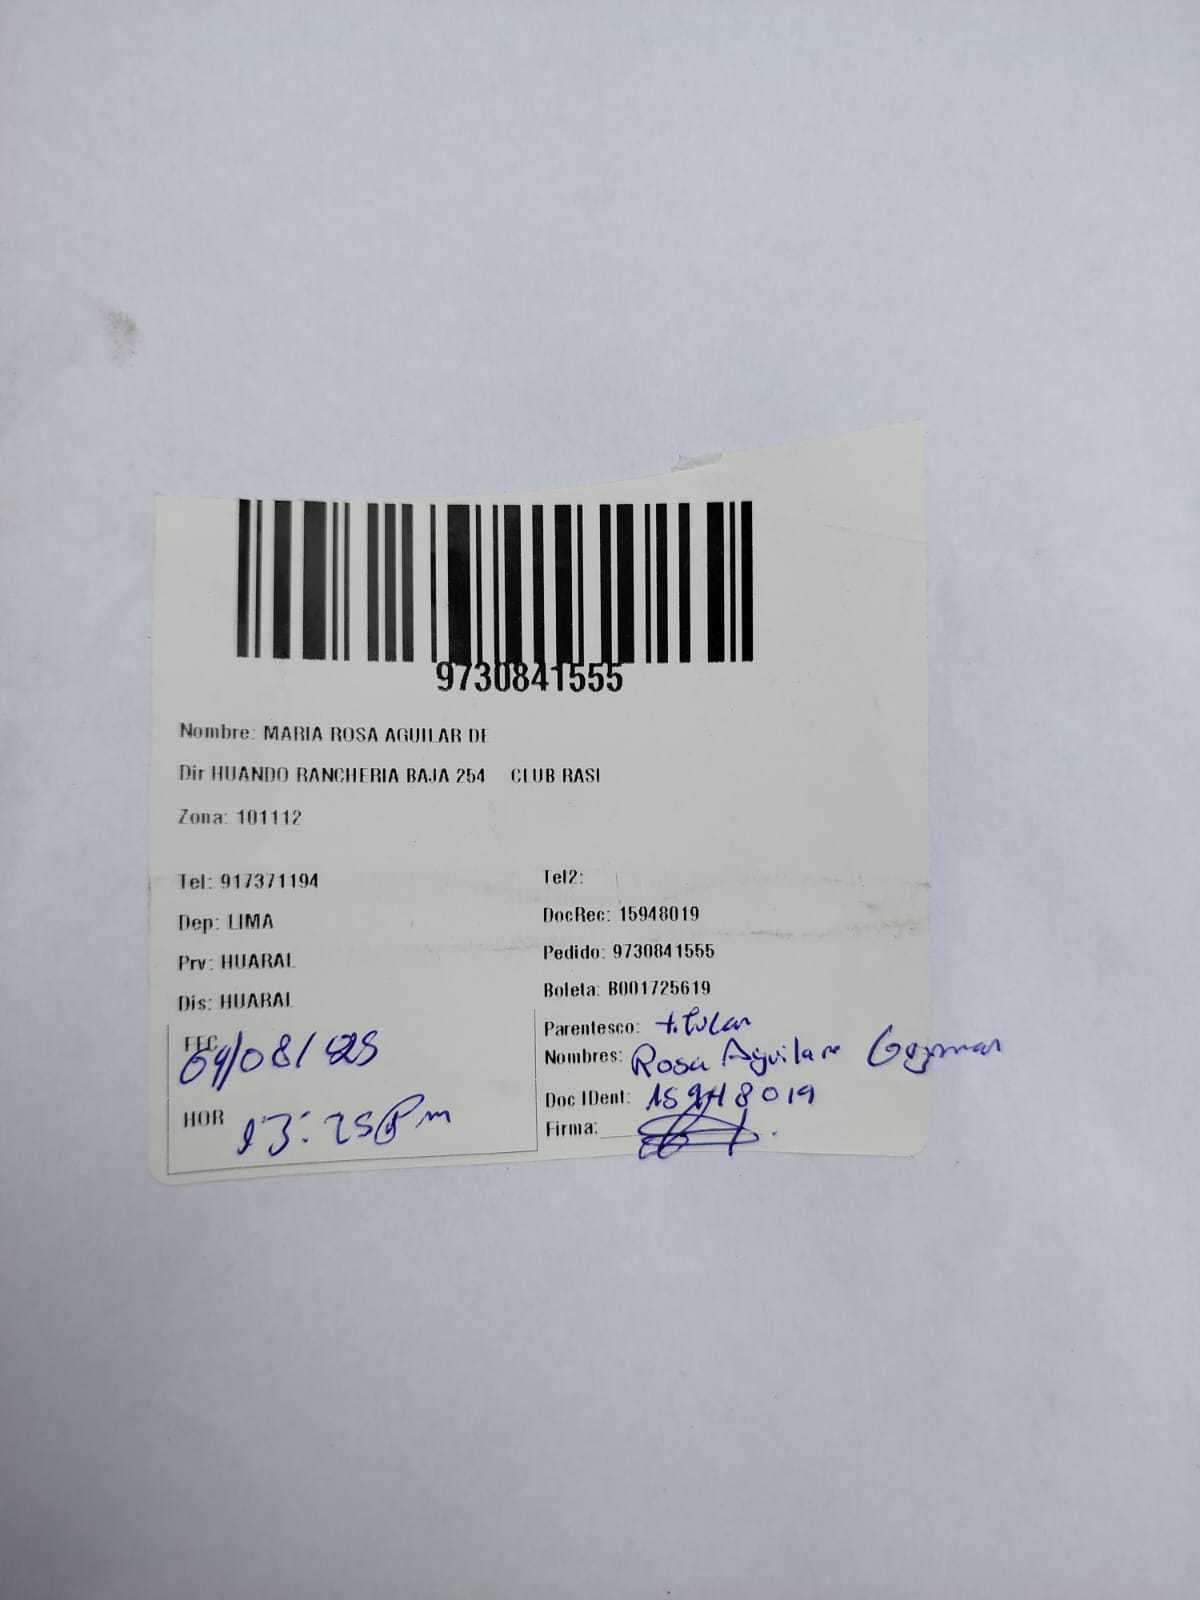 9730841555
Nombre: MARIA ROSA AGUILAR DE
Dir HUANDO RANCHERIA BAJA 254 CLUB RASI
Zona: 101112
Tel: 917371194
Dep: LIMA
Prv: HUARAL
Dis: HUARAL
FEC 04/08/25
HOR 13:25 Pm
Tel2:
DocRec: 15948019
Pedido: 9730841555
Boleta: B001725619
Parentesco: titular
Nombres: Rosa Aguilar
Doc IDent: 15948019
Firma: